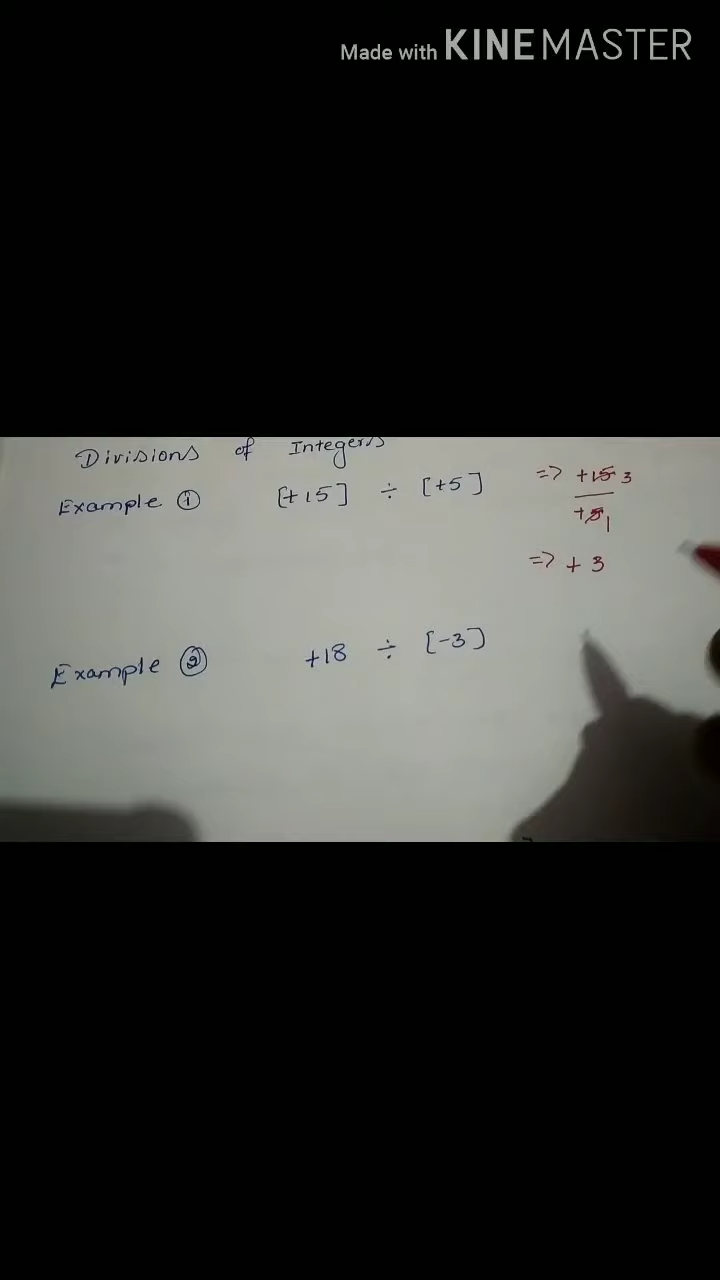 Made with KINEMASTER
Divisions of Integers
Example ① [+15] ÷ [+5] => +15 3
+5 1
=> + 3
Example ② +18 ÷ [-3]